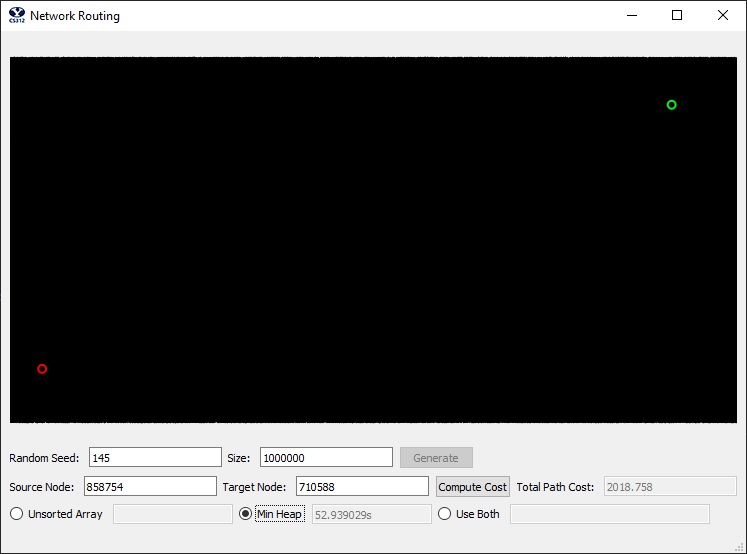 CS312 Network Routing
Random Seed: 145 Size: 1000000 Generate
Source Node: 858754 Target Node: 710588 Compute Cost Total Path Cost: 2018.758
Unsorted Array Min Heap 52.939029s Use Both